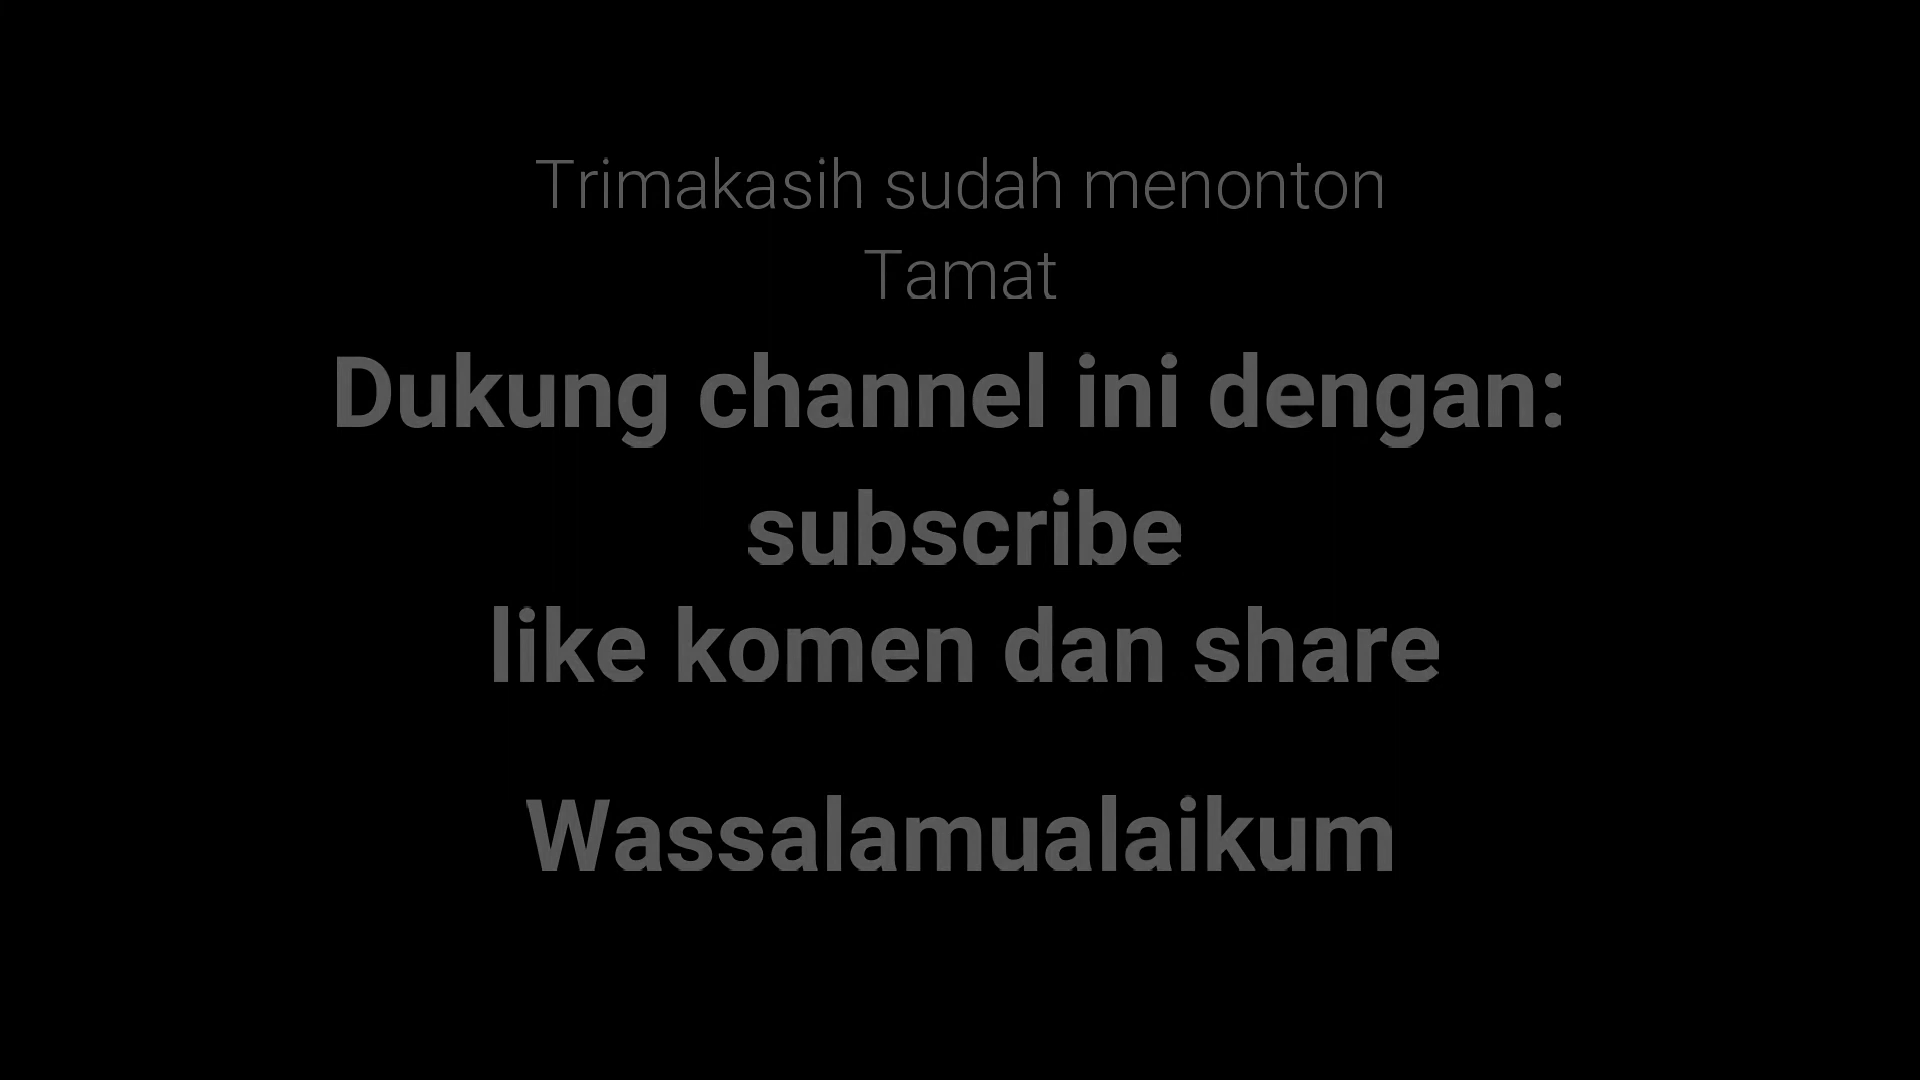 Trimakasih sudah menonton
Tamat
Dukung channel ini dengan:
subscribe
like komen dan share
Wassalamualaikum